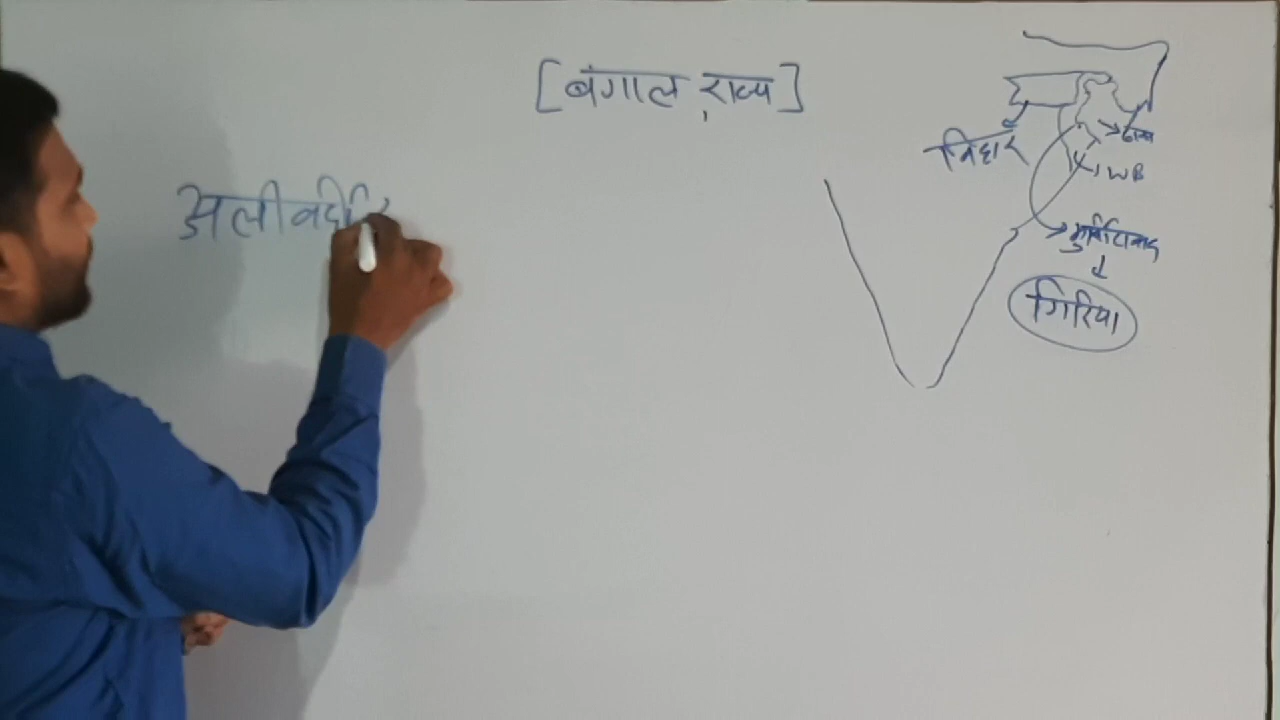 [बंगाल राज्य]
अलीवर्दी
बिहार
ढाका
WB
मुर्शिदाबाद
गिरिया